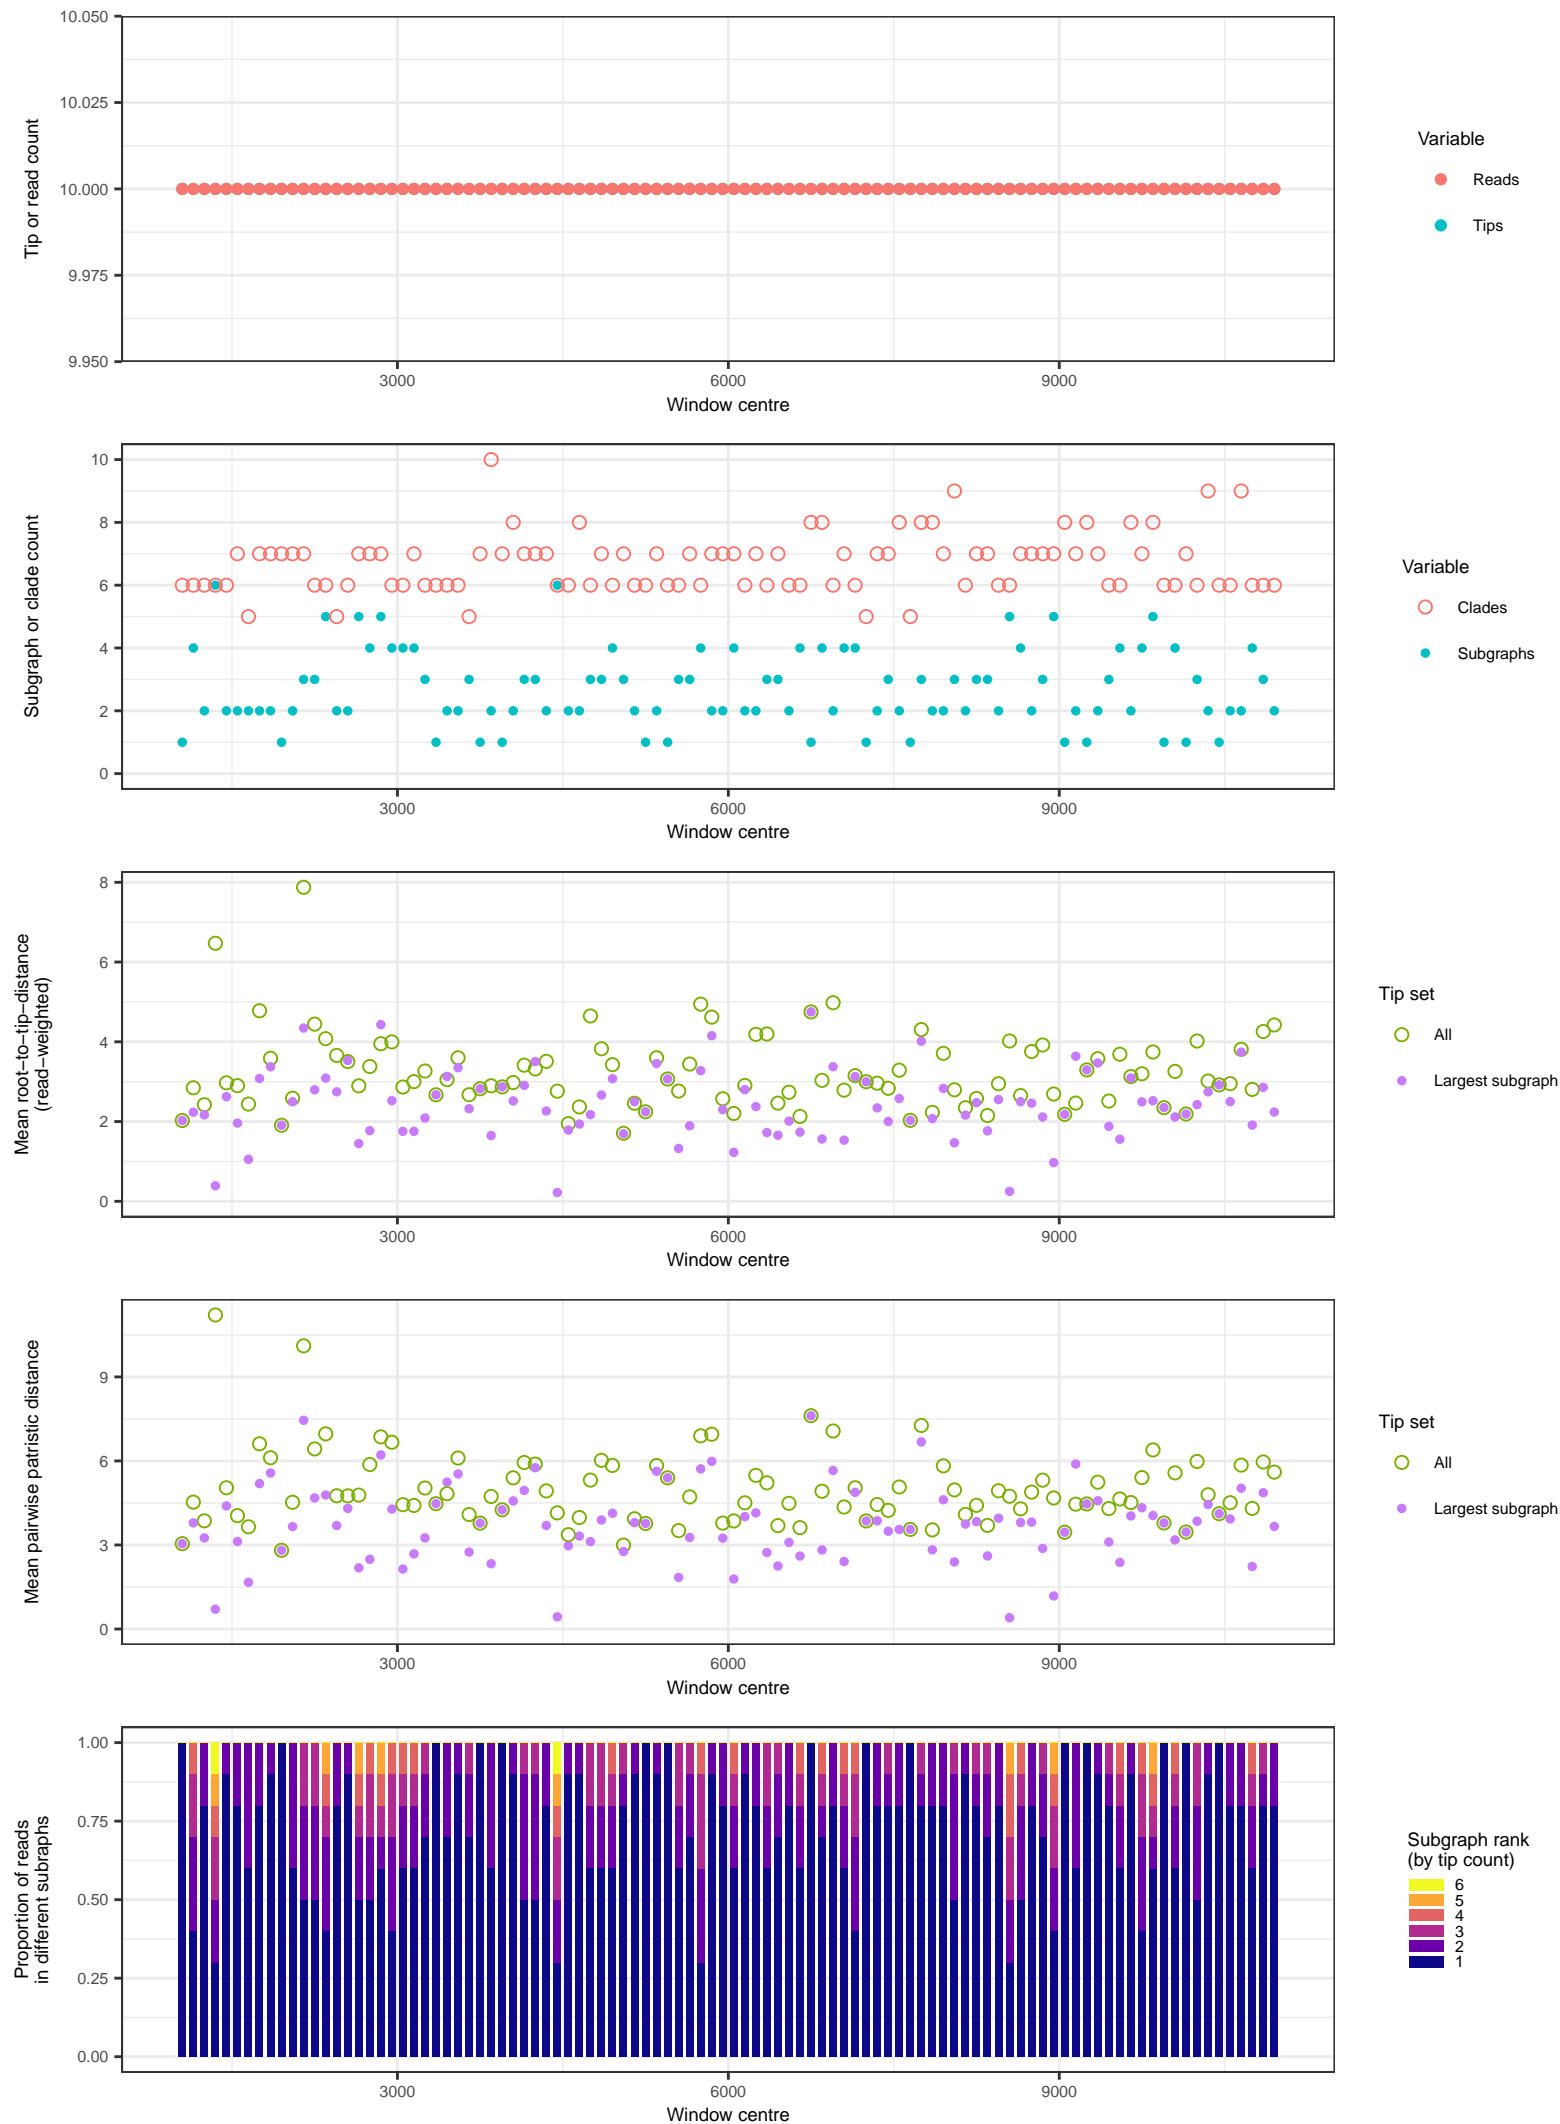 10.050
10.025
10.000
9.975
9.950
Tip or read count
3000
6000
9000
Window centre
Variable
Reads
Tips
10
8
6
4
2
0
Subgraph or clade count
3000
6000
9000
Window centre
Variable
Clades
Subgraphs
8
6
4
2
0
Mean root−to−tip−distance
(read−weighted)
3000
6000
9000
Window centre
Tip set
All
Largest subgraph
9
6
3
0
Mean pairwise patristic distance
3000
6000
9000
Window centre
Tip set
All
Largest subgraph
1.00
0.75
0.50
0.25
0.00
Proportion of reads
in different subraphs
3000
6000
9000
Window centre
Subgraph rank
(by tip count)
6
5
4
3
2
1